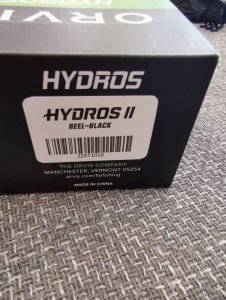 ORVIS
HYDROS
HYDROS II
REEL-BLACK
THE ORVIS COMPANY
MANCHESTER, VERMONT 05254
orvis.com/flyfishing
MADE IN CHINA